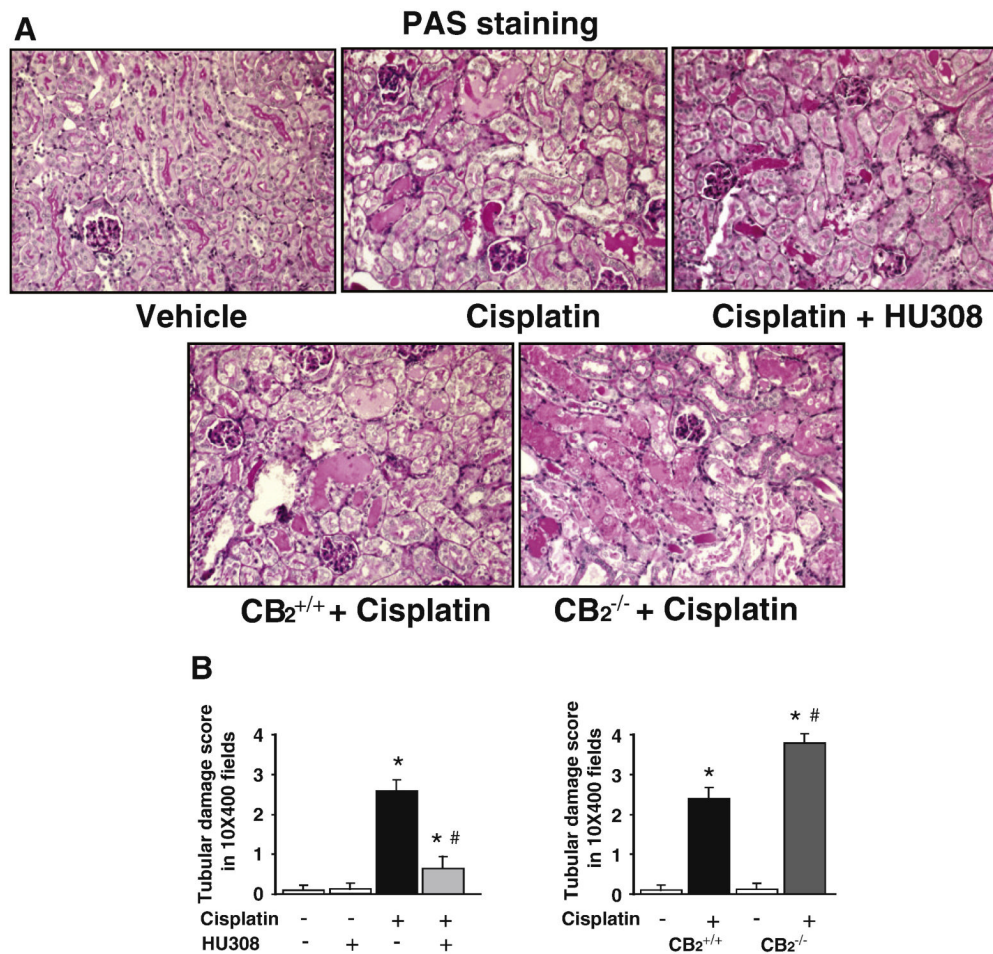 PAS staining
A
Vehicle
Cisplatin
Cisplatin + HU308
CB2+/+ + Cisplatin
CB2-/- + Cisplatin
B
Tubular damage score
in 10X400 fields
4
3
2
1
0
*
* #
Cisplatin - - + +
HU308 - + - +
Tubular damage score
in 10X400 fields
4
3
2
1
0
*
* #
Cisplatin - + - +
CB2+/+ CB2-/-